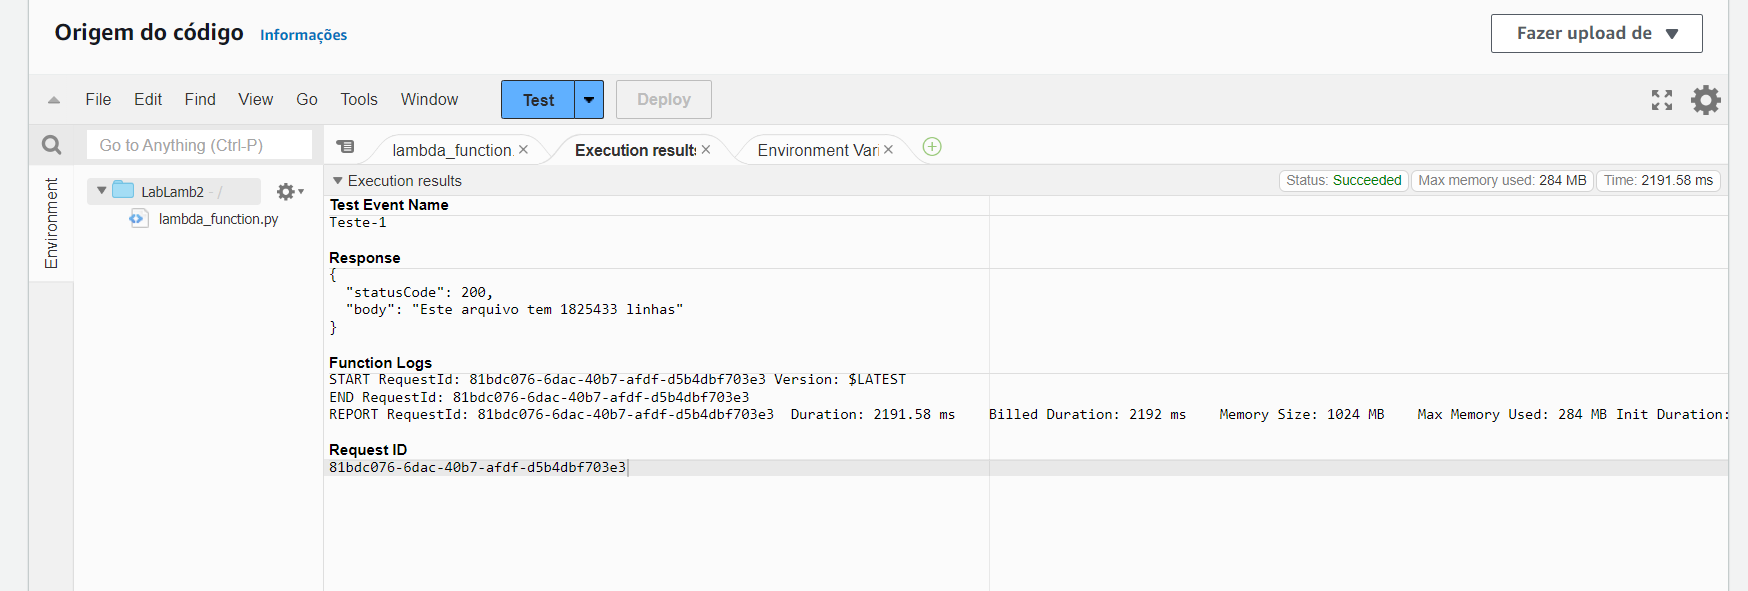 Origem do código Informações Fazer upload de
File Edit Find View Go Tools Window Test Deploy
Go to Anything (Ctrl-P) lambda_function. Execution results Environment Vari
Environment
LabLamb2 - /
lambda_function.py
Execution results Status: Succeeded Max memory used: 284 MB Time: 2191.58 ms
Test Event Name
Teste-1
Response
{
"statusCode": 200,
"body": "Este arquivo tem 1825433 linhas"
}
Function Logs
START RequestId: 81bdc076-6dac-40b7-afdf-d5b4dbf703e3 Version: $LATEST
END RequestId: 81bdc076-6dac-40b7-afdf-d5b4dbf703e3
REPORT RequestId: 81bdc076-6dac-40b7-afdf-d5b4dbf703e3 Duration: 2191.58 ms Billed Duration: 2192 ms Memory Size: 1024 MB Max Memory Used: 284 MB Init Duration:
Request ID
81bdc076-6dac-40b7-afdf-d5b4dbf703e3